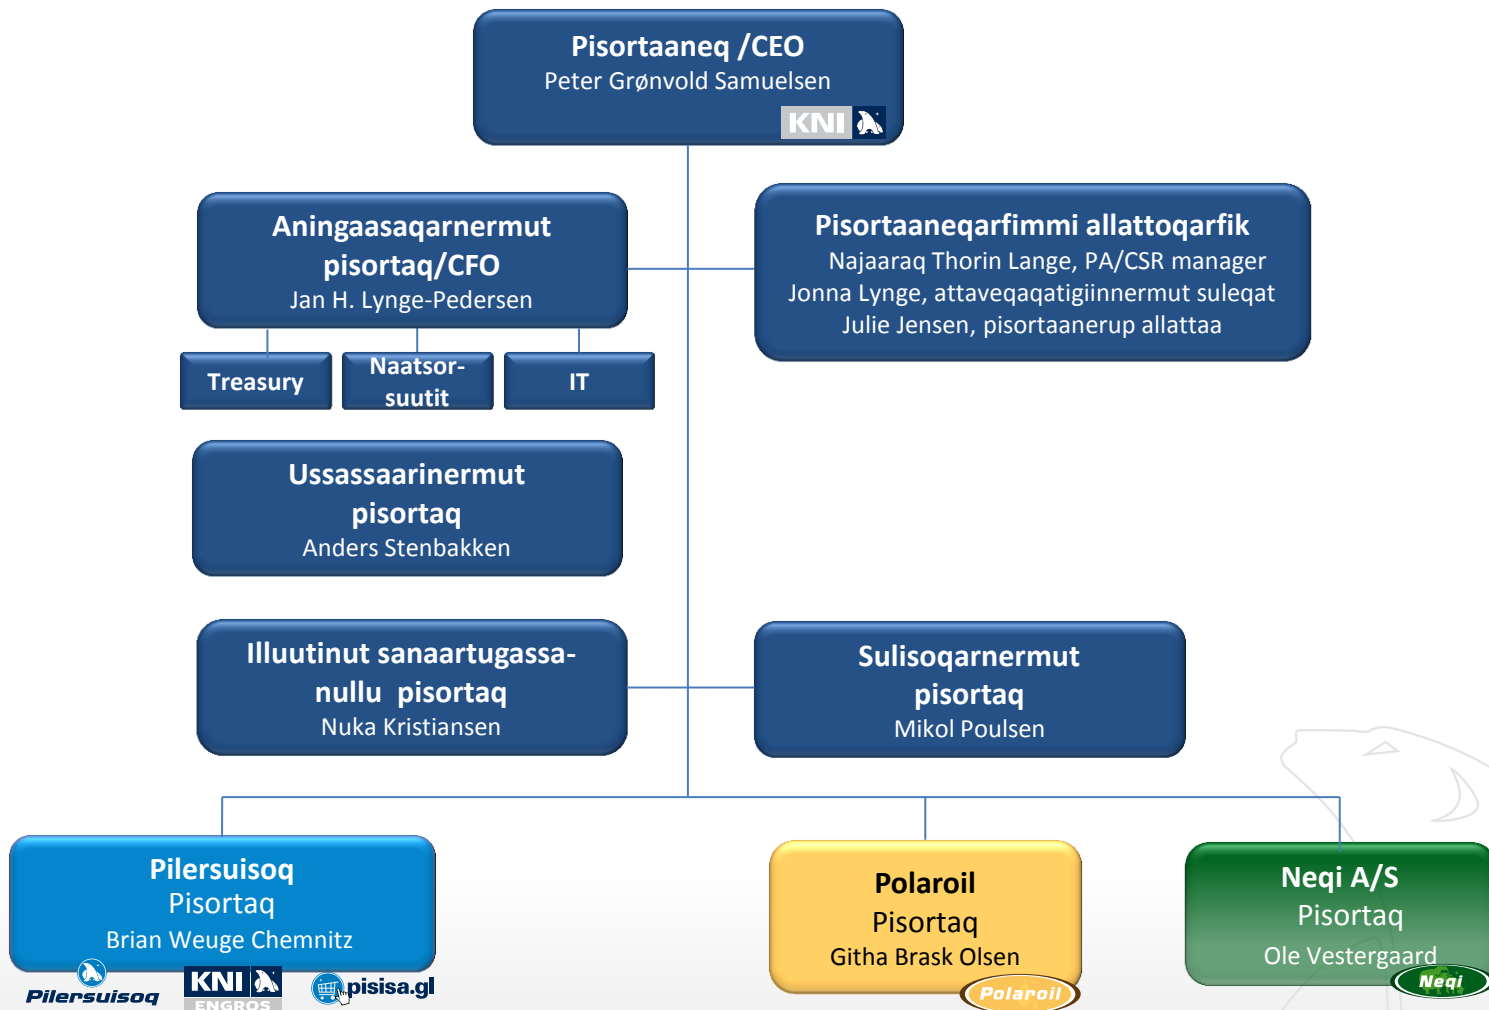 Pisortaaneq /CEO
Peter Grønvold Samuelsen
KNI
Aningaasaqarnermut
pisortaq/CFO
Jan H. Lynge-Pedersen
Pisortaaneqarfimmi allattoqarfik
Najaaraq Thorin Lange, PA/CSR manager
Jonna Lynge, attaveqaqatigiinnermut suleqat
Julie Jensen, pisortaanerup allattaa
Treasury
Naatsor-
suutit
IT
Ussassaarinermut
pisortaq
Anders Stenbakken
Illuutinut sanaartugassa-
nullu pisortaq
Nuka Kristiansen
Sulisoqarnermut
pisortaq
Mikol Poulsen
Pilersuisoq
Pisortaq
Brian Weuge Chemnitz
Pilersuisoq
KNI
ENGROS
pisisa.gl
Polaroil
Pisortaq
Githa Brask Olsen
Polaroil
Neqi A/S
Pisortaq
Ole Vestergaard
Neqi